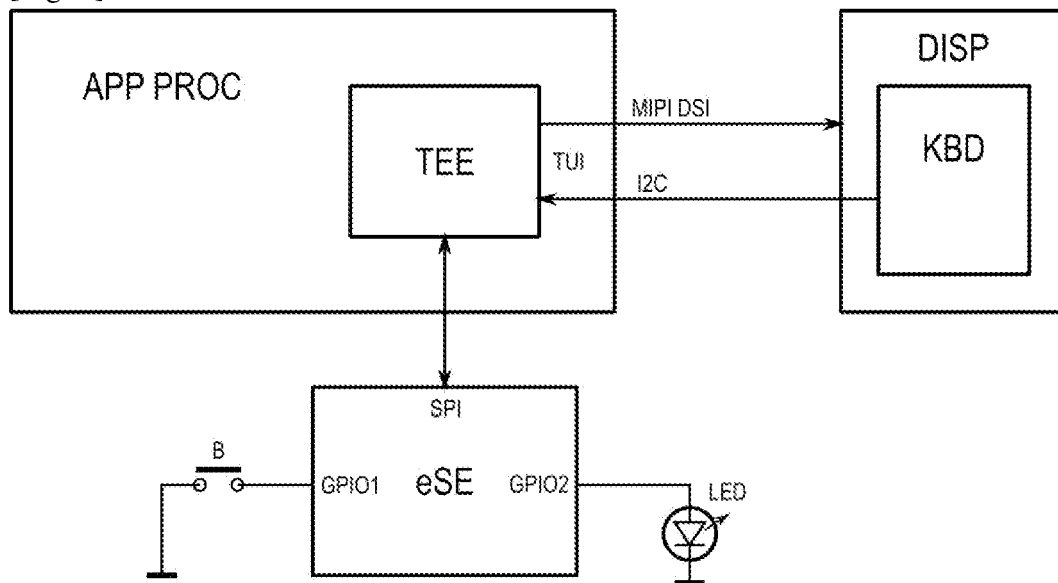 APP PROC
DISP
TEE
TUI
MIPI DSI
I2C
KBD
SPI
B
GPIO1
eSE
GPIO2
LED